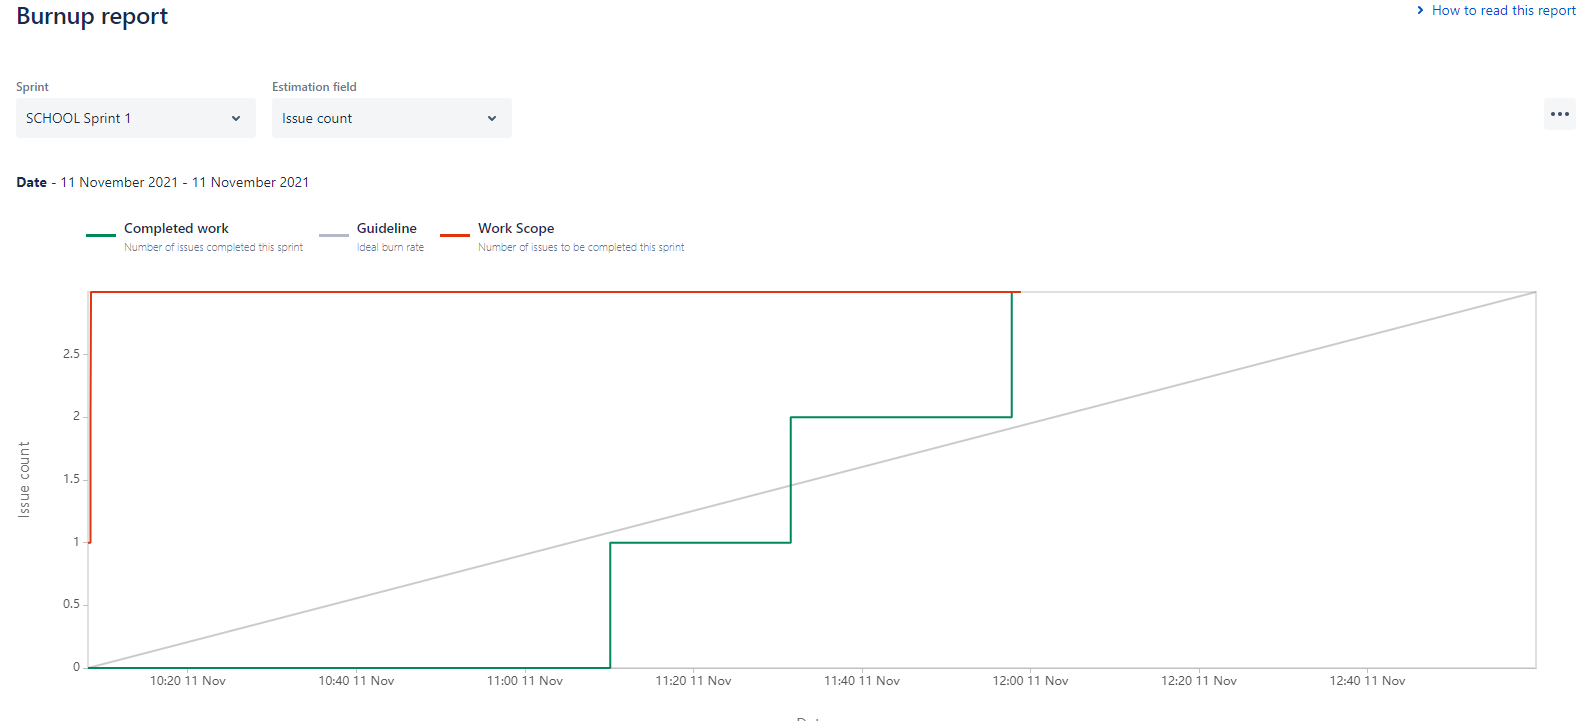 Burnup report
How to read this report
Sprint
Estimation field
SCHOOL Sprint 1
Issue count
Date - 11 November 2021 - 11 November 2021
Completed work
Number of issues completed this sprint
Guideline
Ideal burn rate
Work Scope
Number of issues to be completed this sprint
Issue count
2.5
2
1.5
1
0.5
0
10:20 11 Nov
10:40 11 Nov
11:00 11 Nov
11:20 11 Nov
11:40 11 Nov
12:00 11 Nov
12:20 11 Nov
12:40 11 Nov